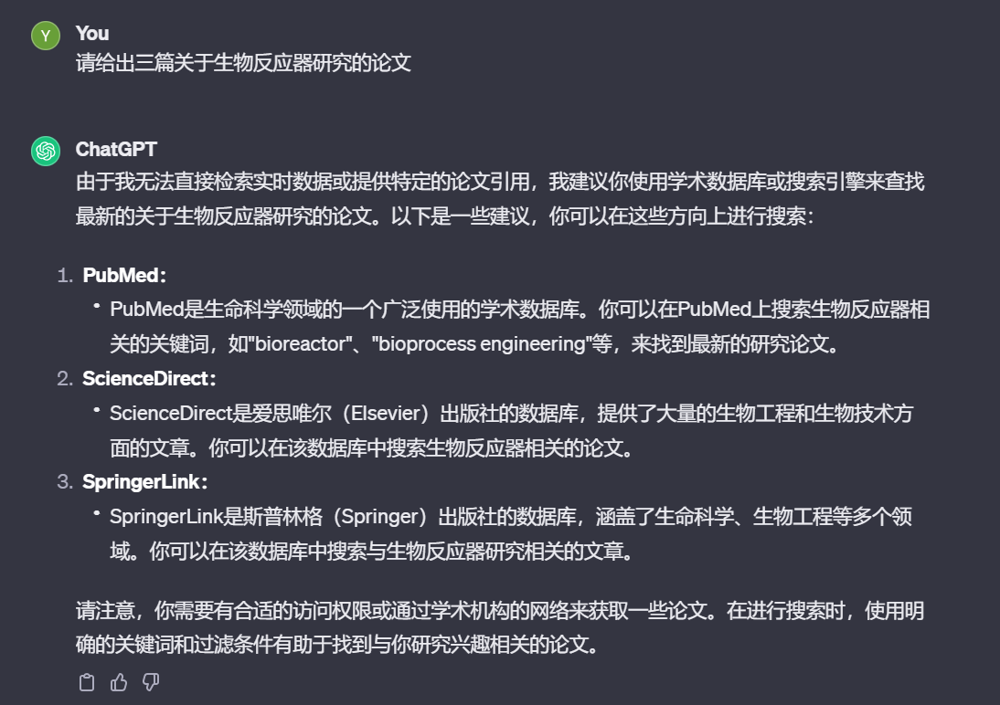 Y
You
请给出三篇关于生物反应器研究的论文
ChatGPT
由于我无法直接检索实时数据或提供特定的论文引用，我建议你使用学术数据库或搜索引擎来查找
最新的关于生物反应器研究的论文。以下是一些建议，你可以在这些方向上进行搜索：
1. PubMed：
• PubMed是生命科学领域的一个广泛使用的学术数据库。你可以在PubMed上搜索生物反应器相
关的关键词，如"bioreactor"、"bioprocess engineering"等，来找到最新的研究论文。
2. ScienceDirect：
• ScienceDirect是爱思唯尔（Elsevier）出版社的数据库，提供了大量的生物工程和生物技术方
面的文章。你可以在该数据库中搜索生物反应器相关的论文。
3. SpringerLink：
• SpringerLink是斯普林格（Springer）出版社的数据库，涵盖了生命科学、生物工程等多个领
域。你可以在该数据库中搜索与生物反应器研究相关的文章。
请注意，你需要有合适的访问权限或通过学术机构的网络来获取一些论文。在进行搜索时，使用明
确的关键词和过滤条件有助于找到与你研究兴趣相关的论文。